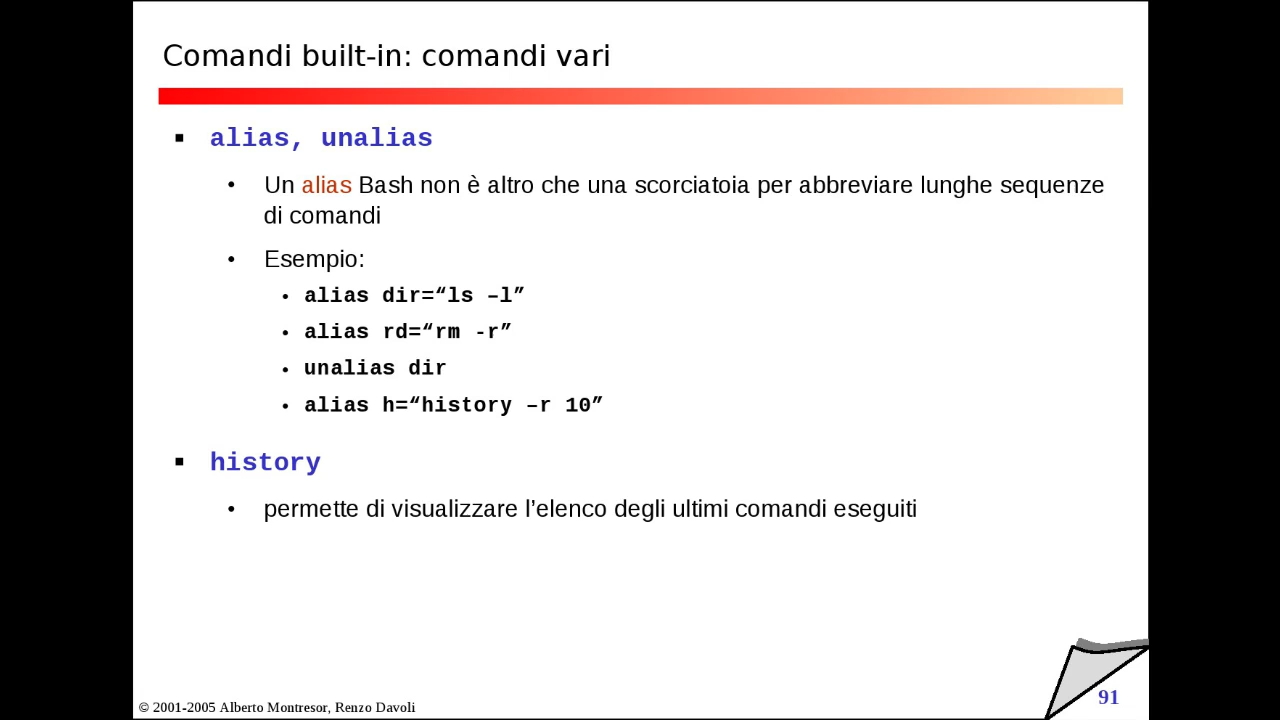 Comandi built-in: comandi vari
▪ alias, unalias
• Un alias Bash non è altro che una scorciatoia per abbreviare lunghe sequenze
di comandi
• Esempio:
• alias dir=“ls –l”
• alias rd=“rm -r”
• unalias dir
• alias h=“history –r 10”
▪ history
• permette di visualizzare l’elenco degli ultimi comandi eseguiti
© 2001-2005 Alberto Montresor, Renzo Davoli
91